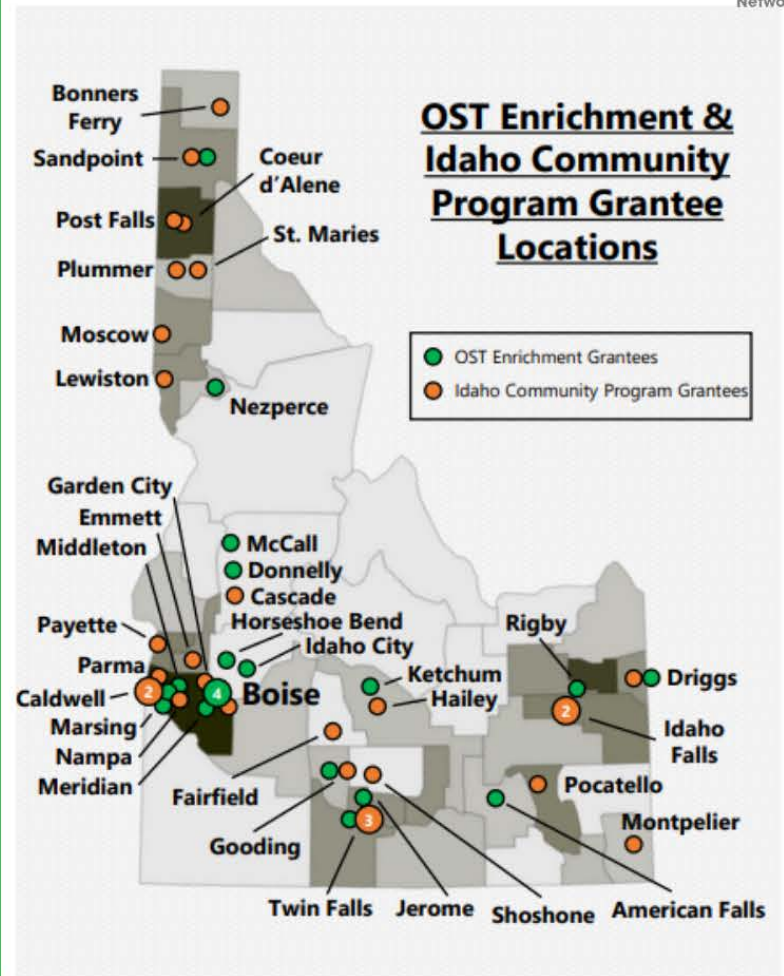 Netwo
OST Enrichment &
Idaho Community
Program Grantee
Locations
OST Enrichment Grantees
Idaho Community Program Grantees
Bonners
Ferry
Sandpoint
Coeur
d'Alene
Post Falls
St. Maries
Plummer
Moscow
Lewiston
Nezperce
Garden City
Emmett
Middleton
McCall
Donnelly
Cascade
Horseshoe Bend
Payette
Idaho City
Rigby
Parma
Ketchum
Driggs
Caldwell
2
4
Boise
Hailey
2
Marsing
Idaho
Falls
Nampa
Meridian
Fairfield
Pocatello
Gooding
3
Montpelier
Twin Falls
Jerome
Shoshone
American Falls